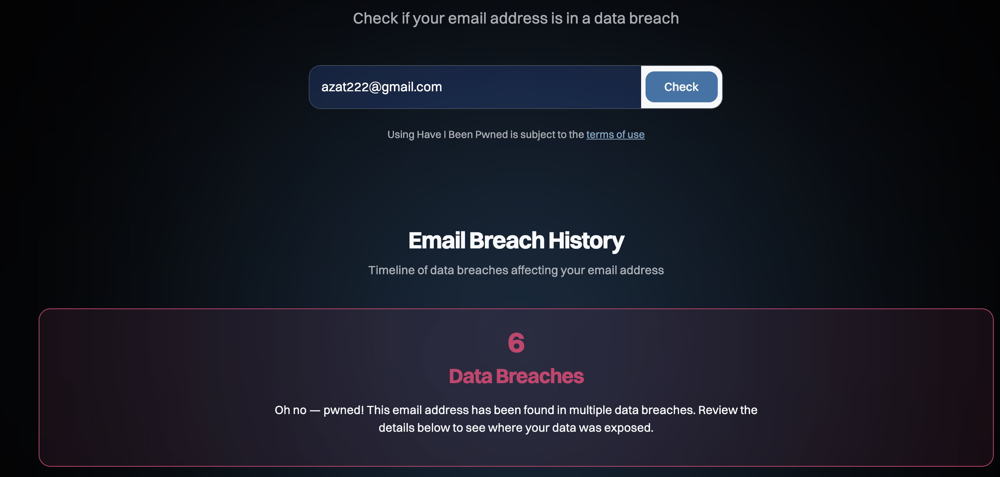 Check if your email address is in a data breach
azat222@gmail.com
Check
Using Have I Been Pwned is subject to the terms of use
Email Breach History
Timeline of data breaches affecting your email address
6
Data Breaches
Oh no — pwned! This email address has been found in multiple data breaches. Review the
details below to see where your data was exposed.